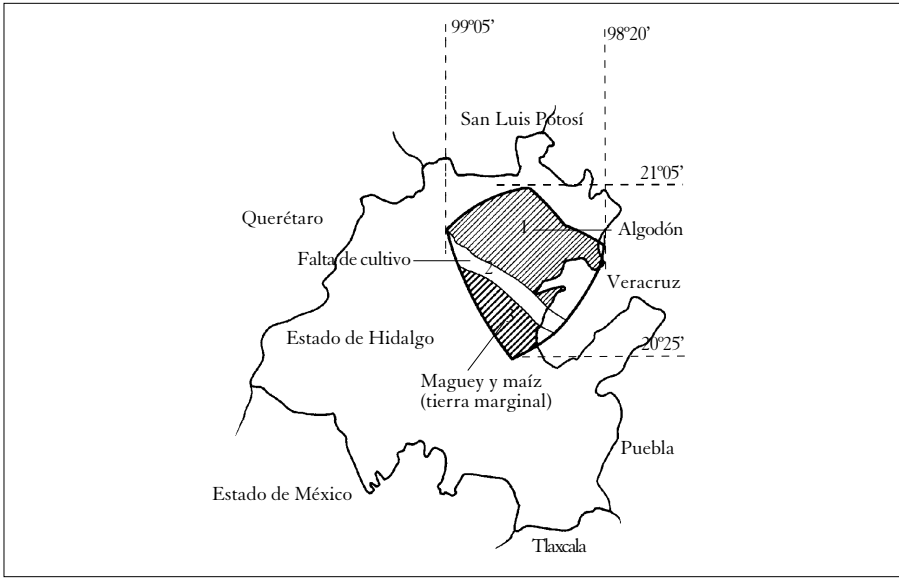 99º05’
98º20’
San Luis Potosí
21º05’
Querétaro
1
Algodón
Falta de cultivo
2
Veracruz
3
Estado de Hidalgo
20º25’
Maguey y maíz
(tierra marginal)
Puebla
Estado de México
Tlaxcala